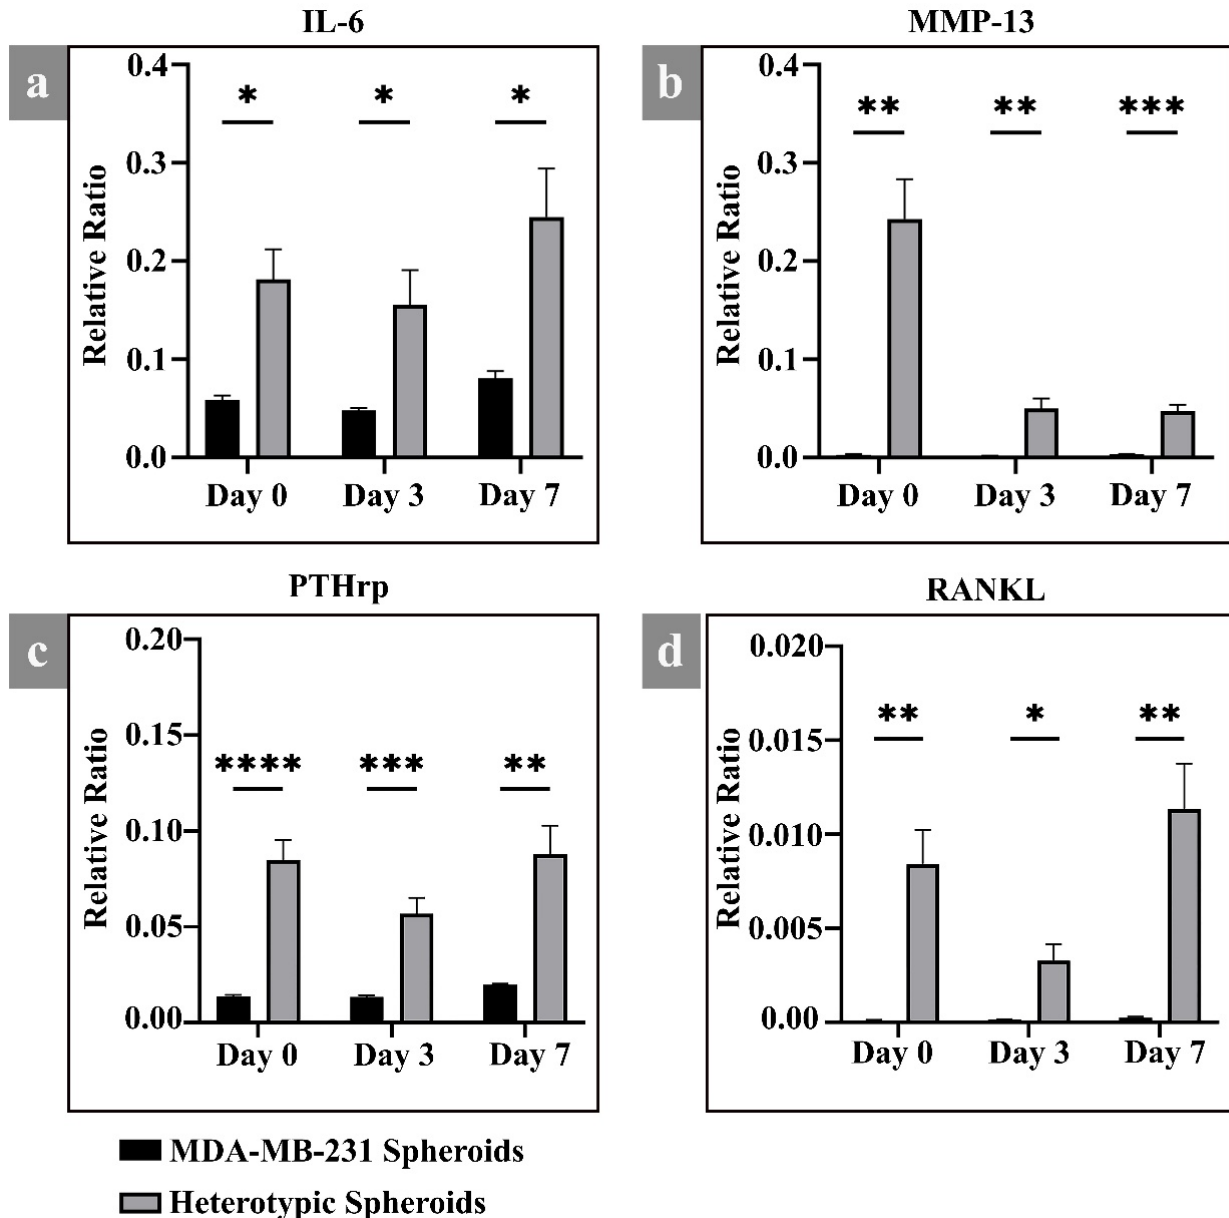 IL-6
a
Relative Ratio
0.4
0.3
0.2
0.1
0.0
* * *
Day 0 Day 3 Day 7
MMP-13
b
Relative Ratio
0.4
0.3
0.2
0.1
0.0
** ** ***
Day 0 Day 3 Day 7
PTHrp
c
Relative Ratio
0.20
0.15
0.10
0.05
0.00
**** *** **
Day 0 Day 3 Day 7
RANKL
d
Relative Ratio
0.020
0.015
0.010
0.005
0.00
** * **
Day 0 Day 3 Day 7
MDA-MB-231 Spheroids
Heterotypic Spheroids